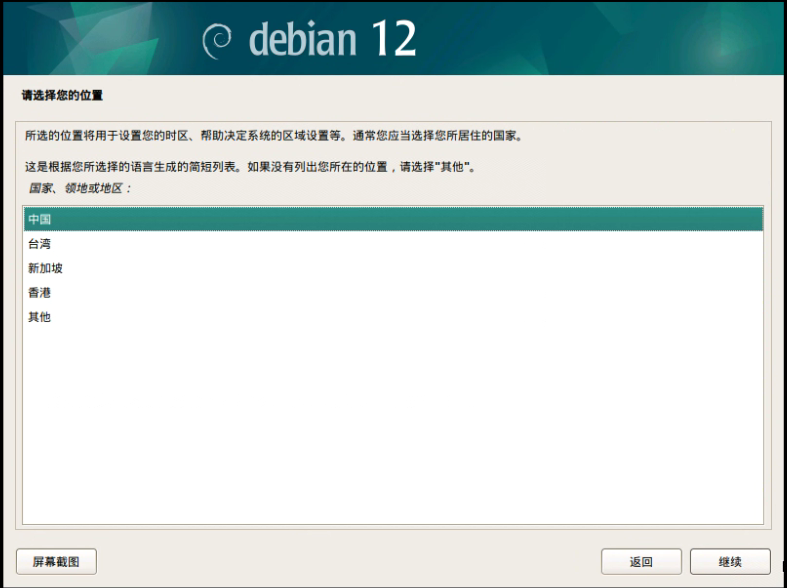 debian 12
请选择您的位置
所选的位置将用于设置您的时区、帮助决定系统的区域设置等。通常您应当选择您所居住的国家。
这是根据您所选择的语言生成的简短列表。如果没有列出您所在的位置，请选择"其他"。
国家、领地或地区：
中国
台湾
新加坡
香港
其他
屏幕截图
返回
继续